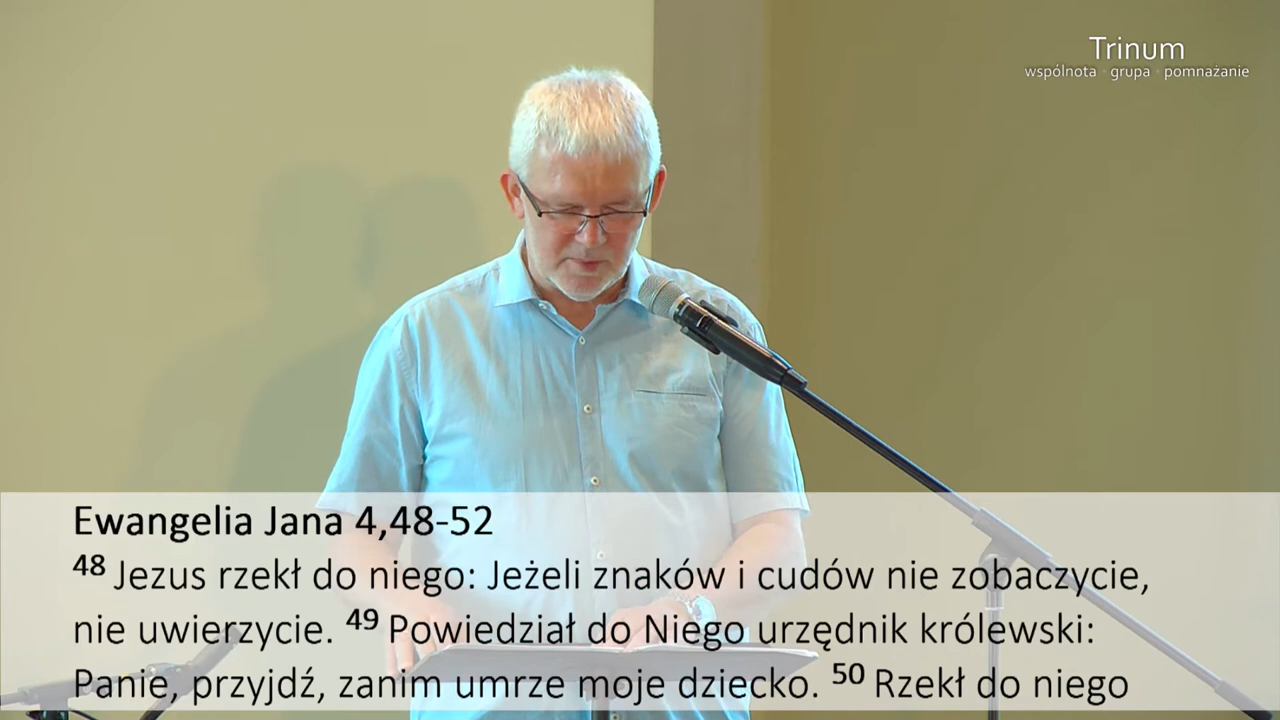 Trinum
wspólnota · grupa · pomnażanie
Ewangelia Jana 4,48-52
48 Jezus rzekł do niego: Jeżeli znaków i cudów nie zobaczycie,
nie uwierzycie. 49 Powiedział do Niego urzędnik królewski:
Panie, przyjdź, zanim umrze moje dziecko. 50 Rzekł do niego